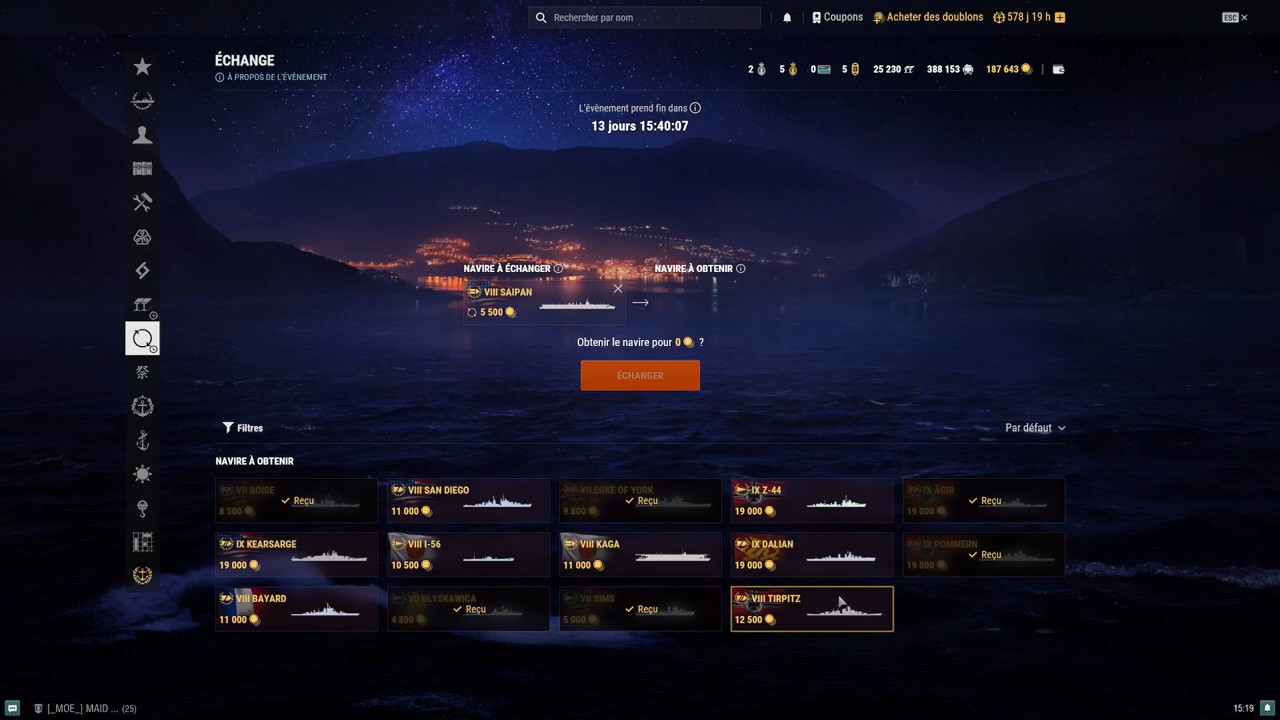 Rechercher par nom
Coupons
Acheter des doublons
578 j 19 h
ESC
ÉCHANGE
À PROPOS DE L'ÉVÈNEMENT
2
5
0
5
25 230
388 153
187 643
L'évènement prend fin dans
13 jours 15:40:07
NAVIRE À ÉCHANGER
NAVIRE À OBTENIR
VIII SAIPAN
5 500
Obtenir le navire pour 0 ?
ÉCHANGER
Filtres
Par défaut
NAVIRE À OBTENIR
VII BOISE
Reçu
8 500
VIII SAN DIEGO
11 000
VII DUKE OF YORK
Reçu
9 800
IX Z-44
19 000
IX ÄGIR
Reçu
19 000
IX KEARSARGE
19 000
VIII I-56
10 500
VIII KAGA
11 000
IX DALIAN
19 000
IX POMMERN
Reçu
19 000
VIII BAYARD
11 000
VII BŁYSKAWICA
Reçu
4 800
VII SIMS
Reçu
5 000
VIII TIRPITZ
12 500
[_MOE_] MAID ... (25)
15:19